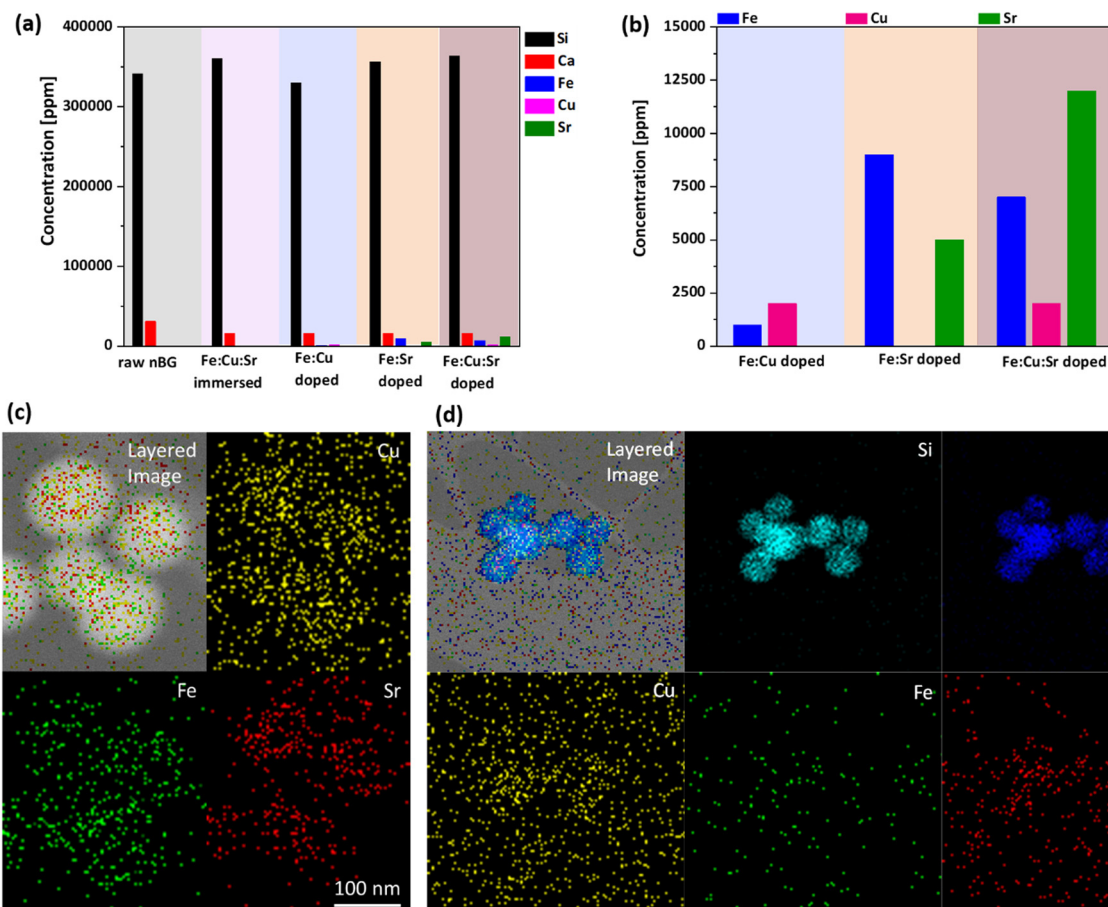 (a)
Concentration [ppm]
400000
300000
200000
100000
0
raw nBG
Fe:Cu:Sr
immersed
Fe:Cu
doped
Fe:Sr
doped
Fe:Cu:Sr
doped
Si
Ca
Fe
Cu
Sr
(b)
Fe Cu Sr
Concentration [ppm]
15000
12500
10000
7500
5000
2500
0
Fe:Cu doped
Fe:Sr doped
Fe:Cu:Sr doped
(c)
Layered
Image
Cu
Fe
Sr
100 nm
(d)
Layered
Image
Si
Cu
Fe